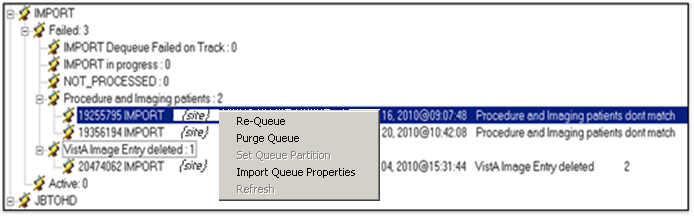 IMPORT
Failed: 3
IMPORT Dequeue Failed on Track : 0
IMPORT in progress : 0
NOT_PROCESSED : 0
Procedure and Imaging patients : 2
19255795 IMPORT {site} 16, 2010@09:07:48 Procedure and Imaging patients dont match
Re-Queue
19356194 IMPORT {site} 20, 2010@10:42:08 Procedure and Imaging patients dont match
Purge Queue
VistA Image Entry deleted : 1
Set Queue Partition
20474062 IMPORT {site} 04, 2010@15:31:44 VistA Image Entry deleted 2
Import Queue Properties
Active: 0
Refresh
JBTOHD